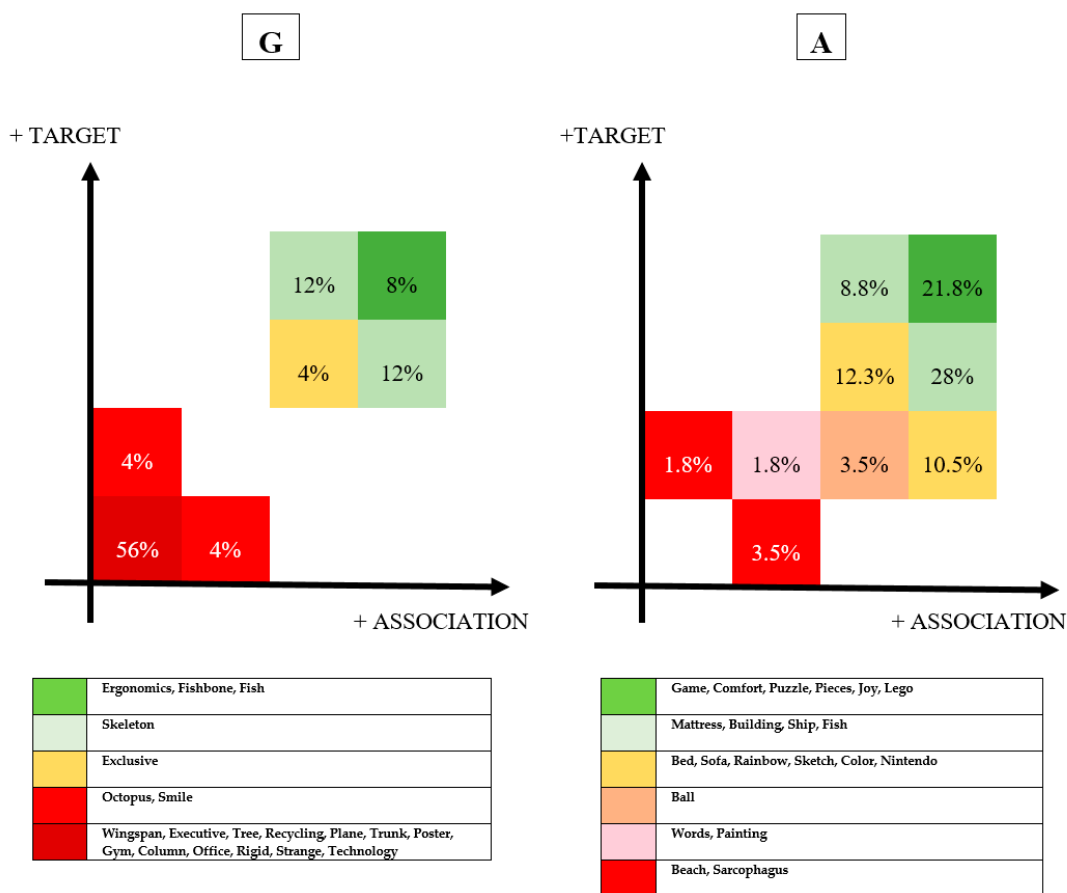 G
A
+ TARGET
+TARGET
12%
8%
8.8%
21.8%
4%
12%
12.3%
28%
4%
1.8%
1.8%
3.5%
10.5%
56%
4%
3.5%
+ ASSOCIATION
+ ASSOCIATION
Ergonomics, Fishbone, Fish
Skeleton
Exclusive
Octopus, Smile
Wingspan, Executive, Tree, Recycling, Plane, Trunk, Poster,
Gym, Column, Office, Rigid, Strange, Technology
Game, Comfort, Puzzle, Pieces, Joy, Lego
Mattress, Building, Ship, Fish
Bed, Sofa, Rainbow, Sketch, Color, Nintendo
Ball
Words, Painting
Beach, Sarcophagus